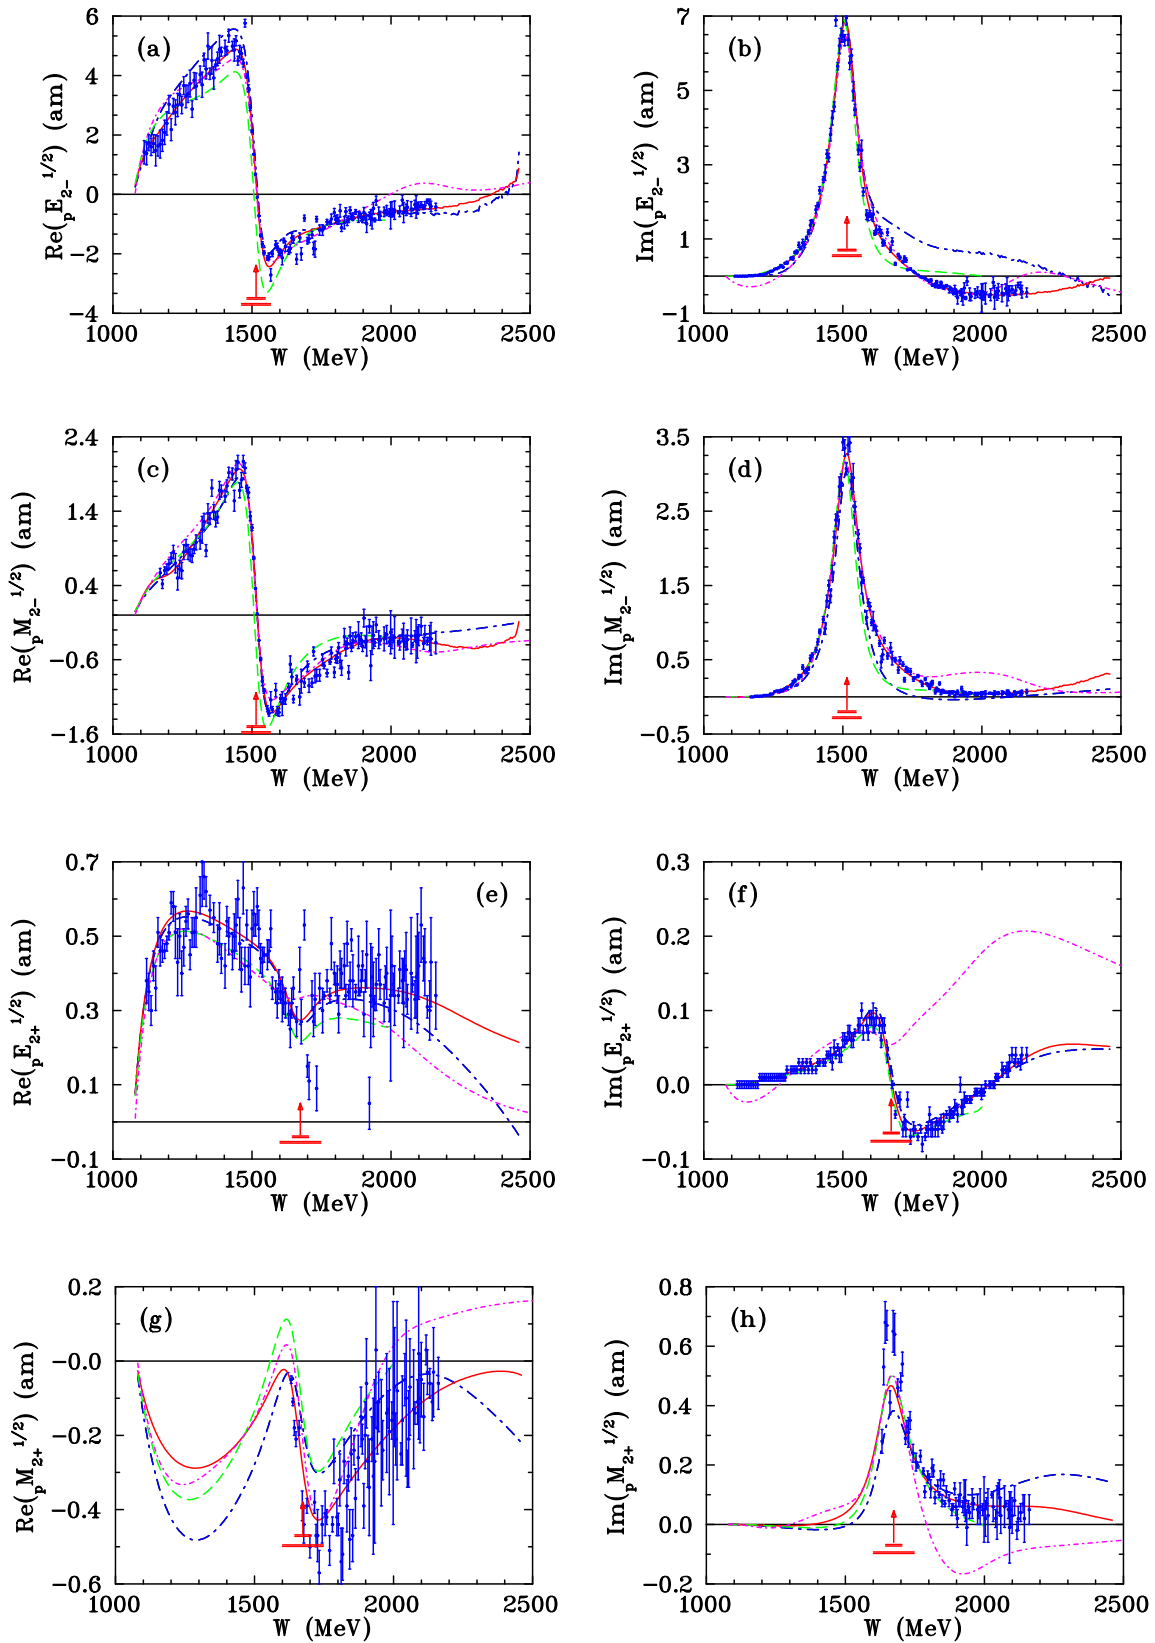 (a)
Re(pE2−1/2) (am)
6
4
2
0
−2
−4
1000 1500 2000 2500
W (MeV)
(b)
Im(pE2−1/2) (am)
7
5
3
1
−1
1000 1500 2000 2500
W (MeV)
(c)
Re(pM2−1/2) (am)
2.4
1.4
0.4
−0.6
−1.6
1000 1500 2000 2500
W (MeV)
(d)
Im(pM2−1/2) (am)
3.5
2.5
1.5
0.5
−0.5
1000 1500 2000 2500
W (MeV)
(e)
Re(pE2+1/2) (am)
0.7
0.5
0.3
0.1
−0.1
1000 1500 2000 2500
W (MeV)
(f)
Im(pE2+1/2) (am)
0.3
0.2
0.1
0.0
−0.1
1000 1500 2000 2500
W (MeV)
(g)
Re(pM2+1/2) (am)
0.2
−0.0
−0.2
−0.4
−0.6
1000 1500 2000 2500
W (MeV)
(h)
Im(pM2+1/2) (am)
0.8
0.6
0.4
0.2
0.0
−0.2
1000 1500 2000 2500
W (MeV)